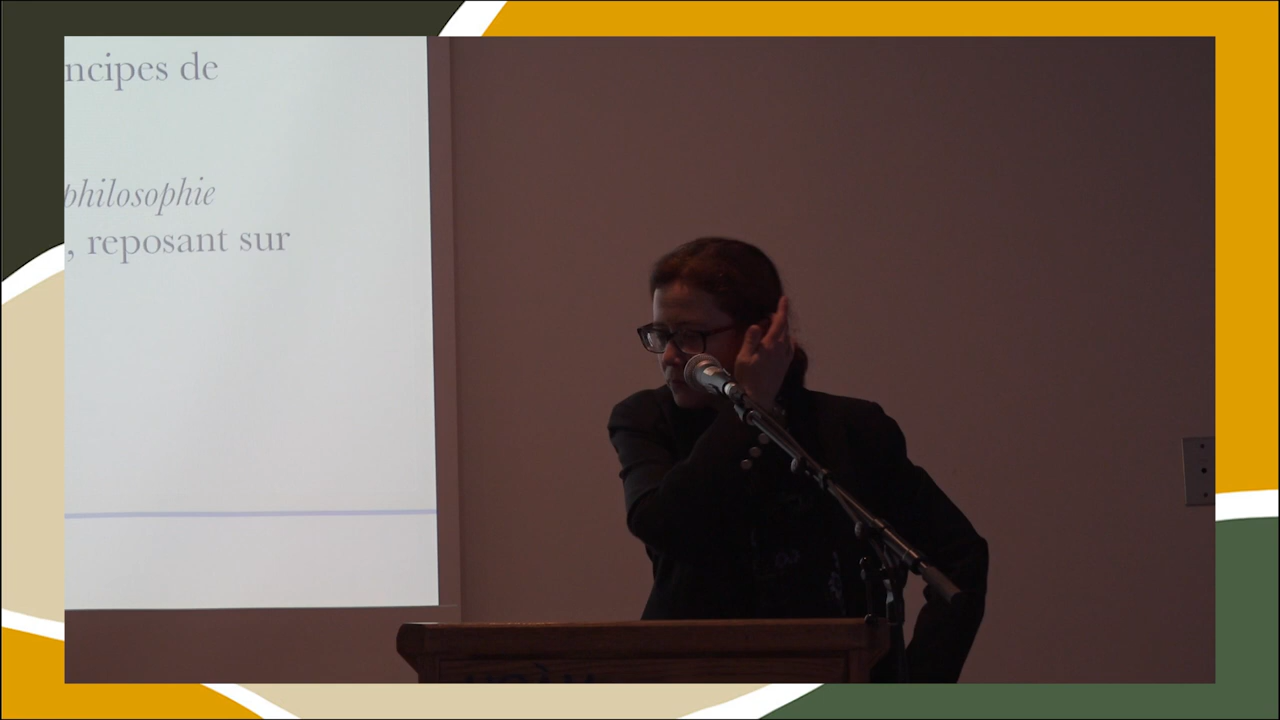 ncipes de
philosophie
, reposant sur